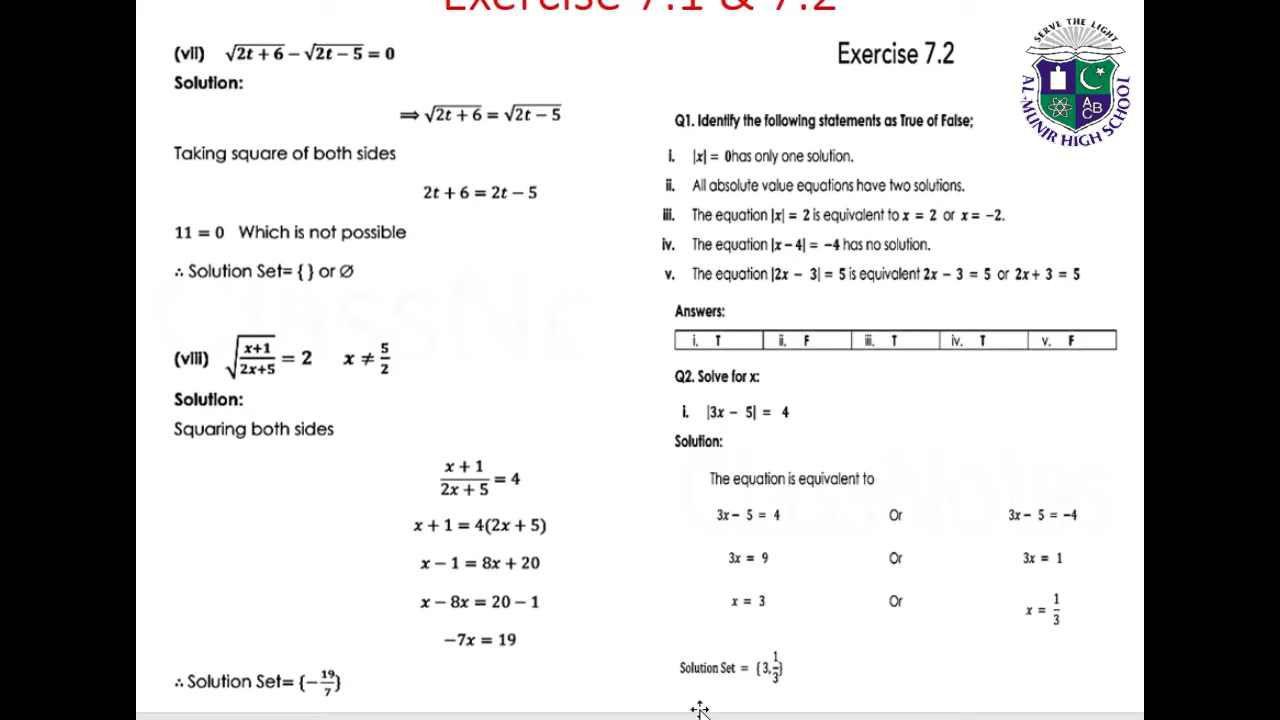 Exercise 7.1 & 7.2
(vii) √2t + 6 − √2t − 5 = 0
Solution:
⟹ √2t + 6 = √2t − 5
Taking square of both sides
2t + 6 = 2t − 5
11 = 0 Which is not possible
∴ Solution Set= { } or ∅
(viii) √x+1/2x+5 = 2 x ≠ 5/2
Solution:
Squaring both sides
x + 1/2x + 5 = 4
x + 1 = 4(2x + 5)
x − 1 = 8x + 20
x − 8x = 20 − 1
−7x = 19
∴ Solution Set= {−19/7}
Exercise 7.2
Q1. Identify the following statements as True of False;
i. |x| = 0has only one solution.
ii. All absolute value equations have two solutions.
iii. The equation |x| = 2 is equivalent to x = 2 or x = −2.
iv. The equation |x − 4| = −4 has no solution.
v. The equation |2x − 3| = 5 is equivalent 2x − 3 = 5 or 2x + 3 = 5
Answers:
i. T ii. F iii. T iv. T v. F
Q2. Solve for x:
i. |3x − 5| = 4
Solution:
The equation is equivalent to
3x − 5 = 4 Or 3x − 5 = −4
3x = 9 Or 3x = 1
x = 3 Or x = 1/3
Solution Set = {3,1/3}
SERVE THE LIGHT
A
B
C
AL-MUNIR HIGH SCHOOL
ClassNotes